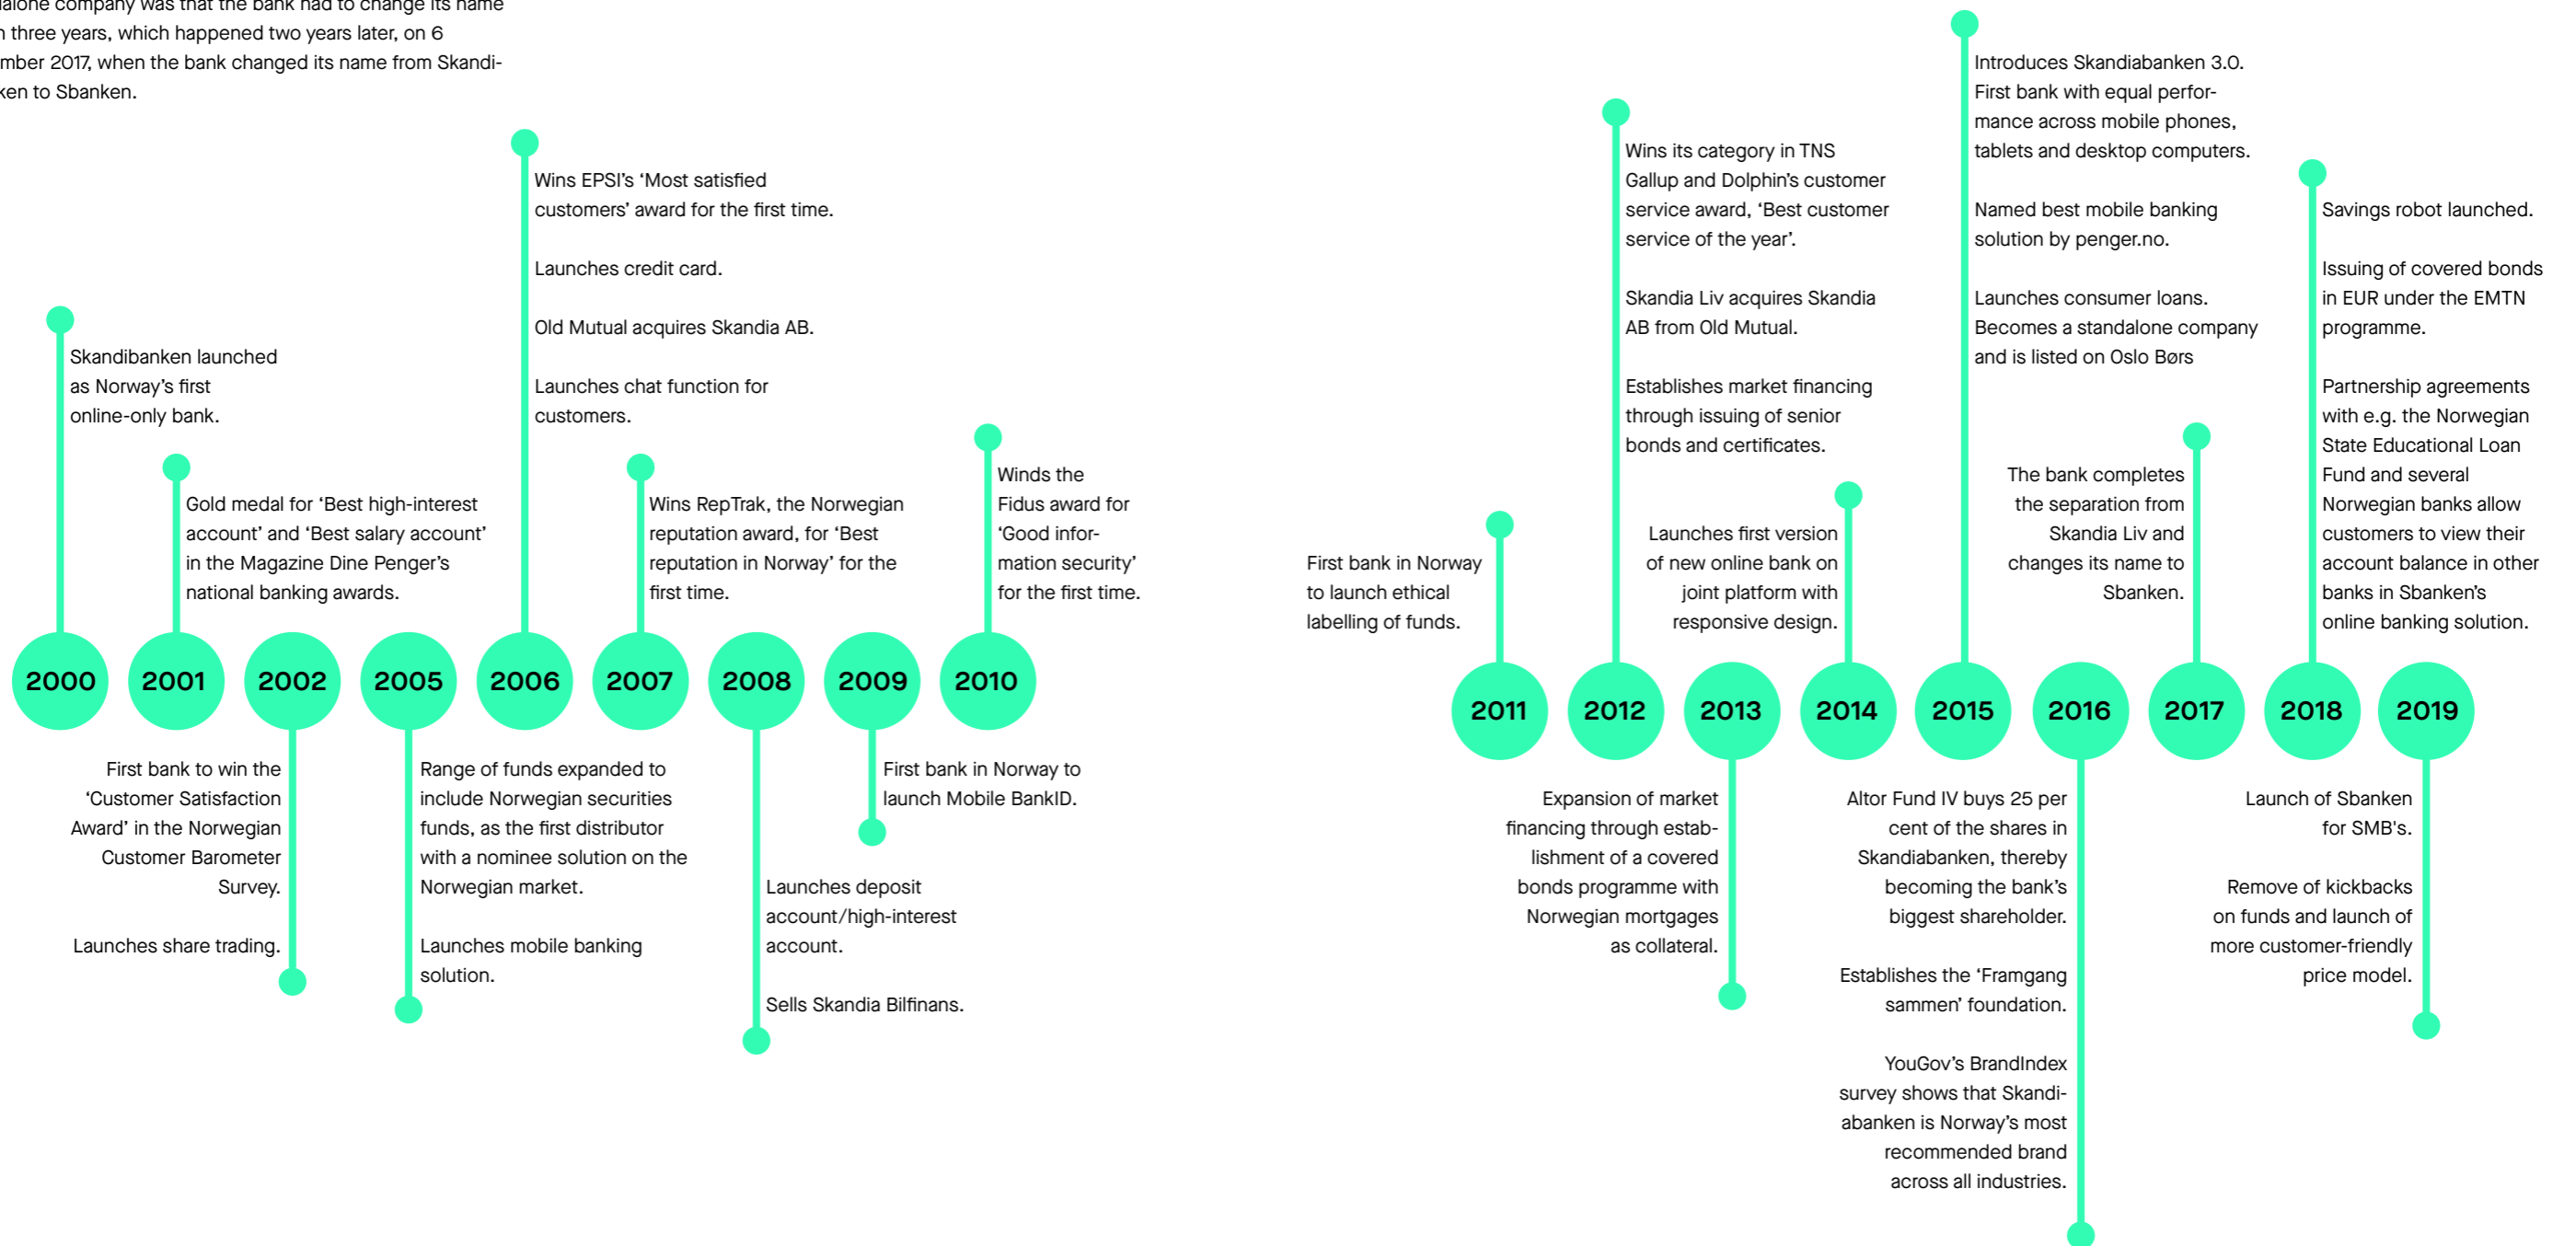 alone company was that the bank had to change its name
three years, which happened two years later, on 6
mber 2017, when the bank changed its name from Skandi-
ken to Sbanken.
2000
Skandibanken launched
as Norway's first
online-only bank.
2001
Gold medal for ‘Best high-interest
account’ and ‘Best salary account’
in the Magazine Dine Penger’s
national banking awards.
2002
First bank to win the
‘Customer Satisfaction
Award’ in the Norwegian
Customer Barometer
Survey.
Launches share trading.
2005
Range of funds expanded to
include Norwegian securities
funds, as the first distributor
with a nominee solution on the
Norwegian market.
Launches mobile banking
solution.
2006
Wins EPSI’s ‘Most satisfied
customers’ award for the first time.
Launches credit card.
Old Mutual acquires Skandia AB.
Launches chat function for
customers.
2007
Wins RepTrak, the Norwegian
reputation award, for ‘Best
reputation in Norway’ for the
first time.
2008
Launches deposit
account/high-interest
account.
Sells Skandia Bilfinans.
2009
First bank in Norway to
launch Mobile BankID.
2010
Winds the
Fidus award for
‘Good infor-
mation security’
for the first time.
2011
First bank in Norway
to launch ethical
labelling of funds.
2012
Wins its category in TNS
Gallup and Dolphin’s customer
service award, ‘Best customer
service of the year’.
Skandia Liv acquires Skandia
AB from Old Mutual.
Establishes market financing
through issuing of senior
bonds and certificates.
2013
Expansion of market
financing through estab-
lishment of a covered
bonds programme with
Norwegian mortgages
as collateral.
2014
Launches first version
of new online bank on
joint platform with
responsive design.
2015
Introduces Skandiabanken 3.0.
First bank with equal perfor-
mance across mobile phones,
tablets and desktop computers.
Named best mobile banking
solution by penger.no.
Launches consumer loans.
Becomes a standalone company
and is listed on Oslo Børs
2016
Altor Fund IV buys 25 per
cent of the shares in
Skandiabanken, thereby
becoming the bank’s
biggest shareholder.
Establishes the ‘Framgang
sammen’ foundation.
YouGov’s BrandIndex
survey shows that Skandi-
abanken is Norway’s most
recommended brand
across all industries.
2017
The bank completes
the separation from
Skandia Liv and
changes its name to
Sbanken.
2018
Savings robot launched.
Issuing of covered bonds
in EUR under the EMTN
programme.
Partnership agreements
with e.g. the Norwegian
State Educational Loan
Fund and several
Norwegian banks allow
customers to view their
account balance in other
banks in Sbanken’s
online banking solution.
2019
Launch of Sbanken
for SMB's.
Remove of kickbacks
on funds and launch of
more customer-friendly
price model.